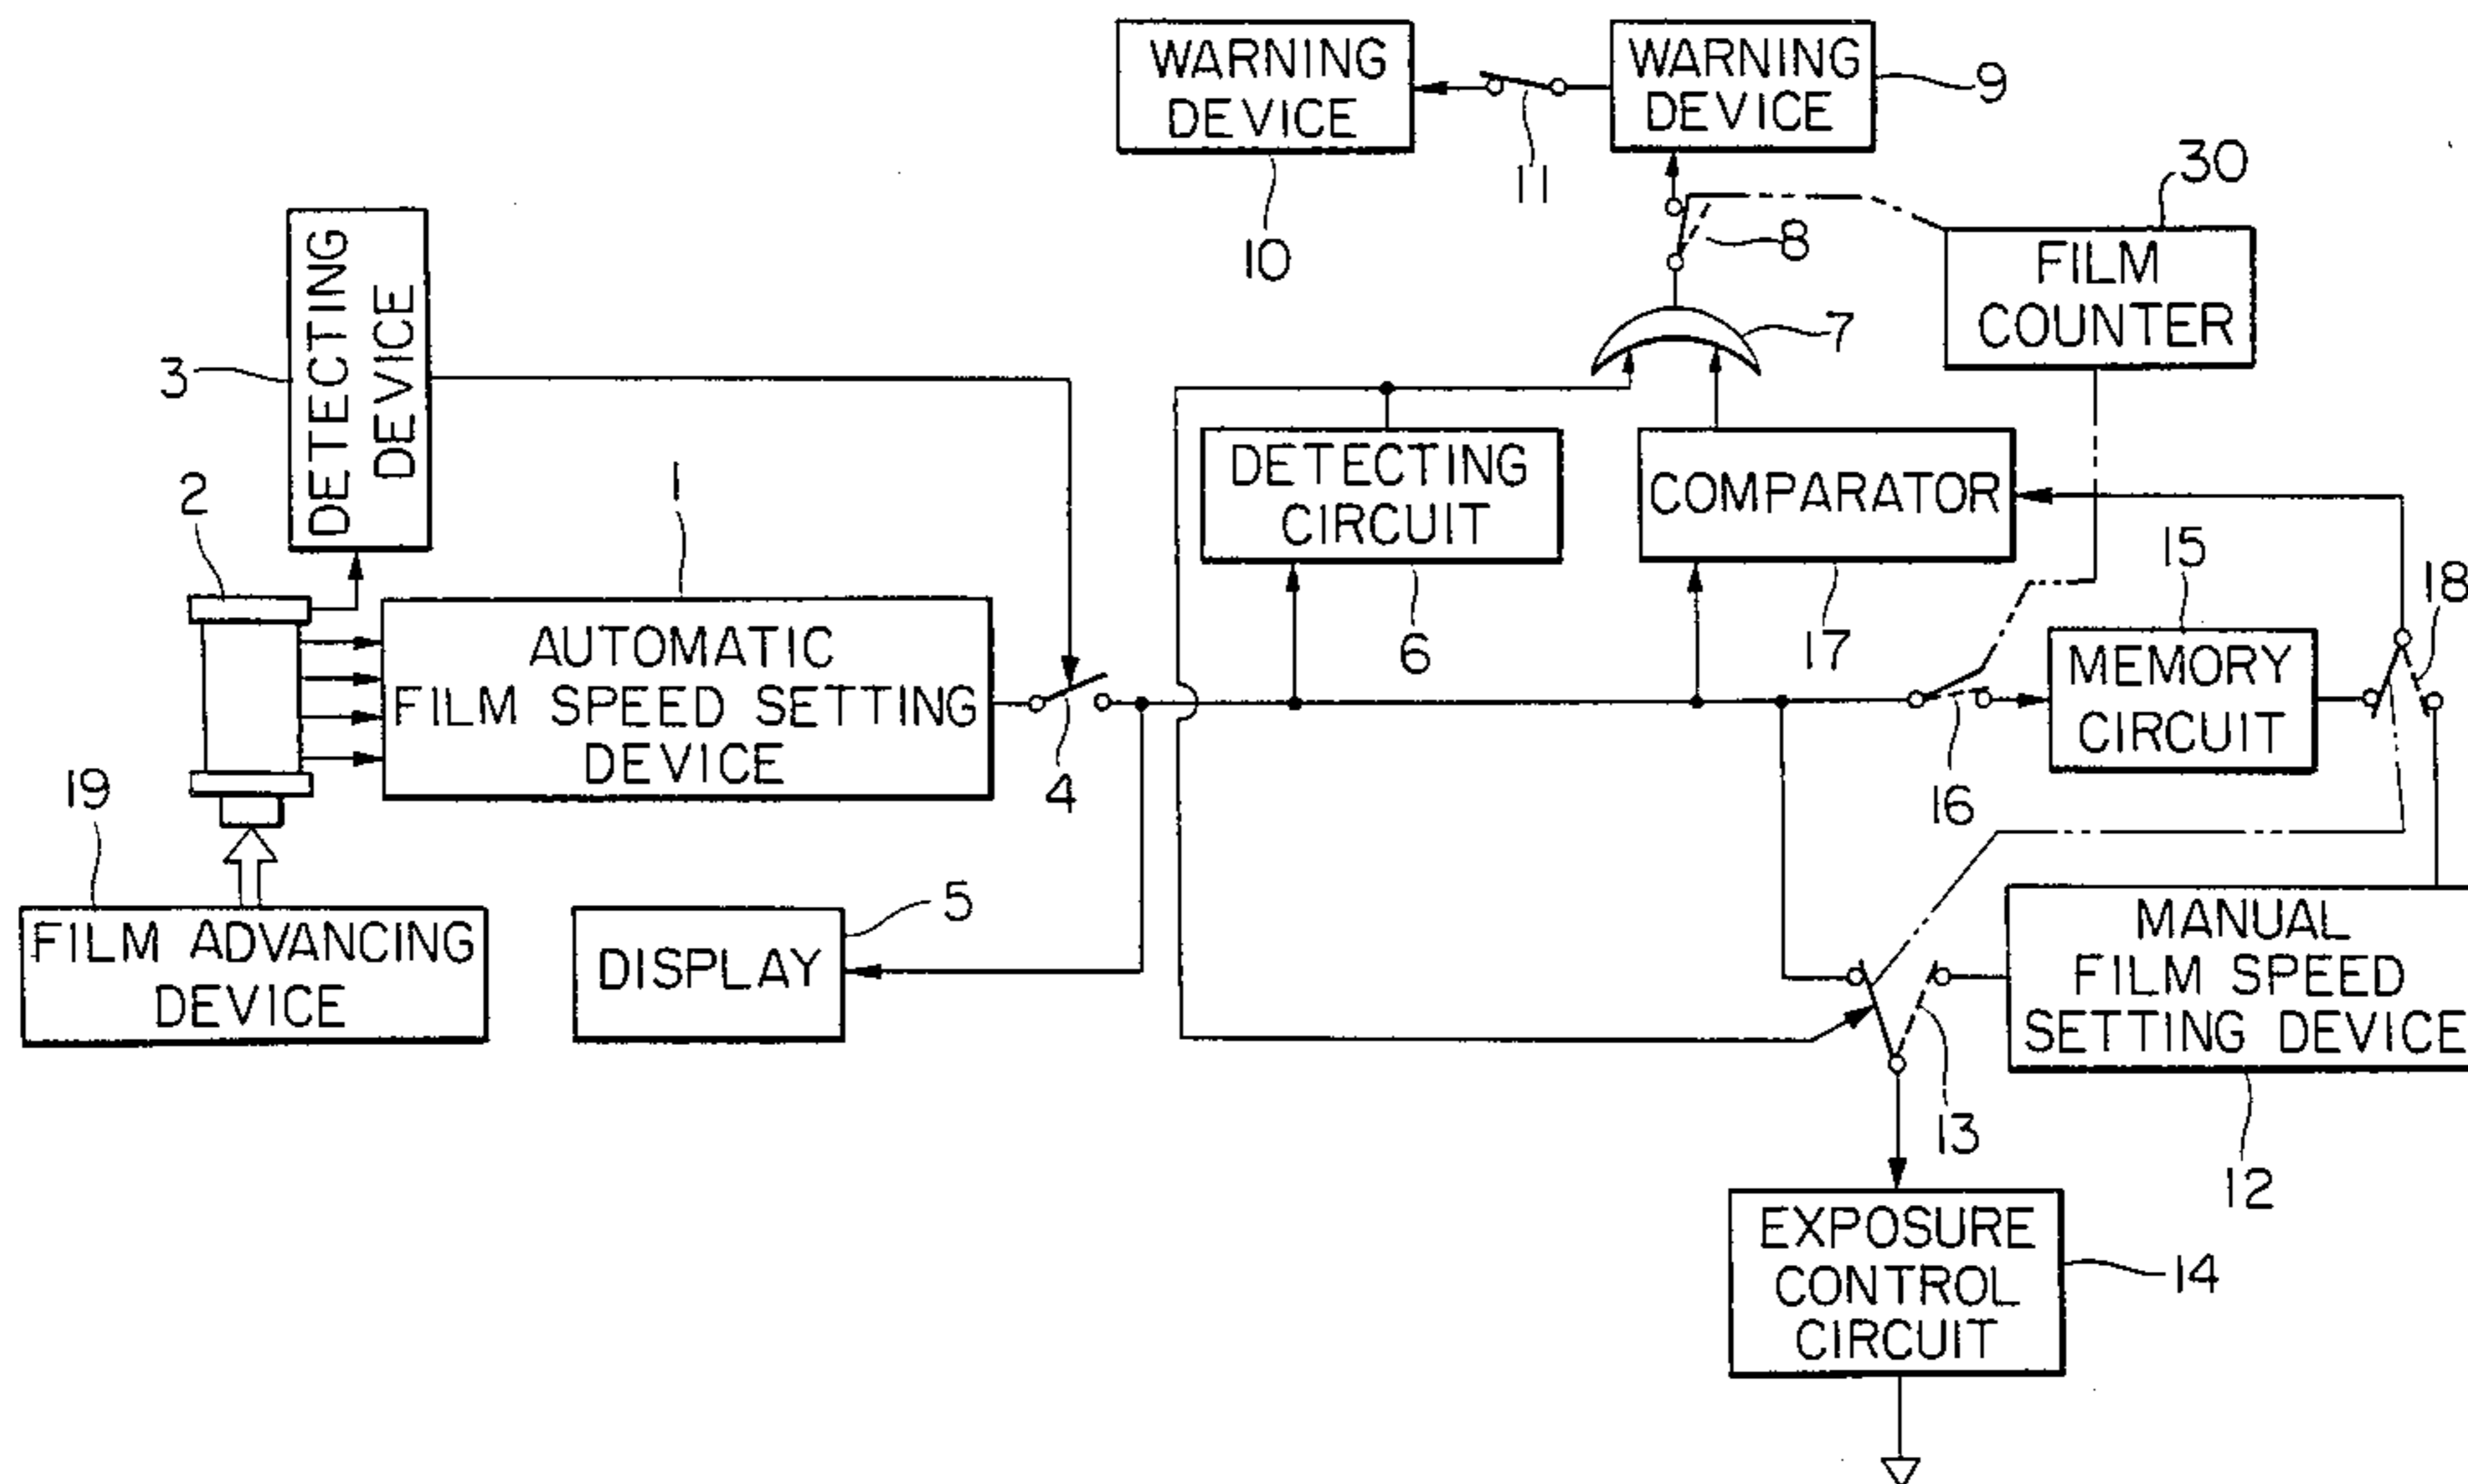 WARNING
DEVICE
10
11
WARNING
DEVICE
9
8
30
FILM
COUNTER
7
3
DETECTING
DEVICE
2
1
AUTOMATIC
FILM SPEED SETTING
DEVICE
4
DETECTING
CIRCUIT
6
COMPARATOR
17
15
MEMORY
CIRCUIT
16
18
19
FILM ADVANCING
DEVICE
DISPLAY
5
MANUAL
FILM SPEED
SETTING DEVICE
12
13
EXPOSURE
CONTROL
CIRCUIT
14